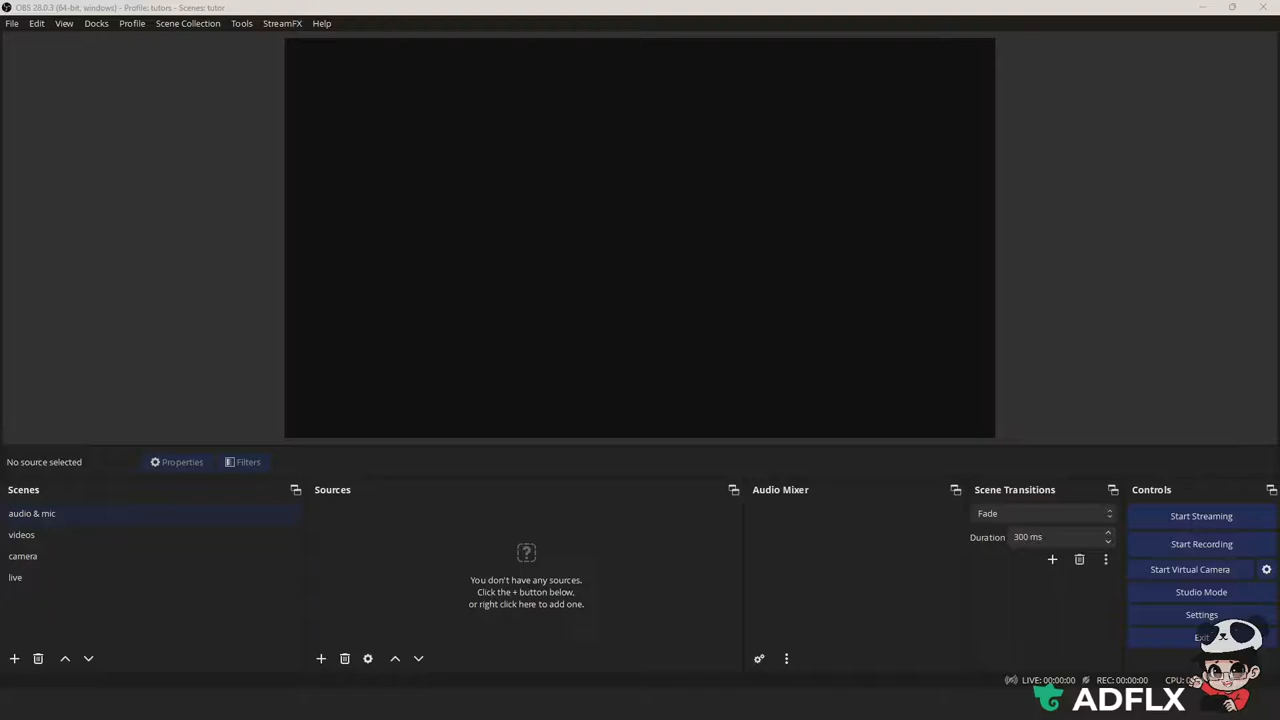 OBS 28.0.3 (64-bit, windows) - Profile: tutors - Scenes: tutor
File Edit View Docks Profile Scene Collection Tools StreamFX Help
No source selected Properties Filters
Scenes
audio & mic
videos
camera
live
Sources
You don't have any sources.
Click the + button below,
or right click here to add one.
Audio Mixer
Scene Transitions
Fade
Duration 300 ms
Controls
Start Streaming
Start Recording
Start Virtual Camera
Studio Mode
Settings
Exit
LIVE: 00:00:00 REC: 00:00:00 CPU:
ADFLX